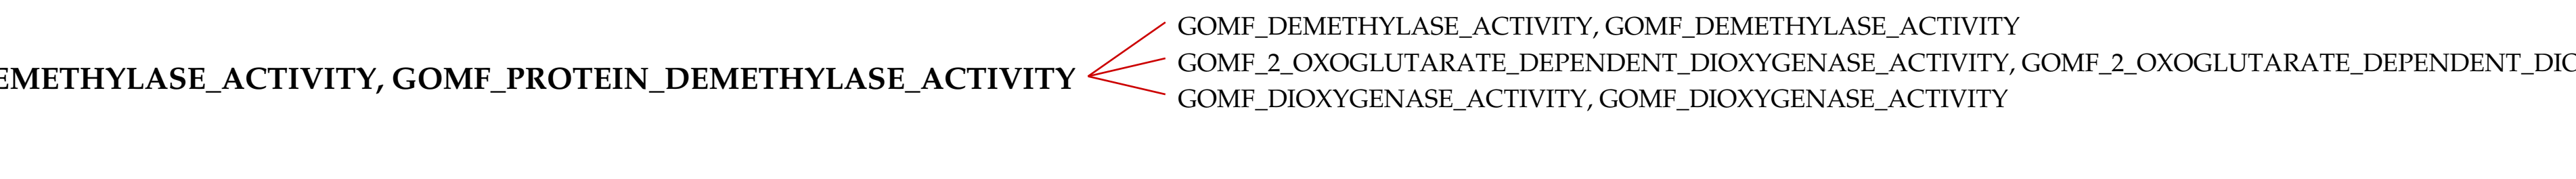 GOMF_DEMETHYLASE_ACTIVITY, GOMF_DEMETHYLASE_ACTIVITY
EMETHYLASE_ACTIVITY, GOMF_PROTEIN_DEMETHYLASE_ACTIVITY
GOMF_2_OXOGLUTARATE_DEPENDENT_DIOXYGENASE_ACTIVITY, GOMF_2_OXOGLUTARATE_DEPENDENT_DIO
GOMF_DIOXYGENASE_ACTIVITY, GOMF_DIOXYGENASE_ACTIVITY